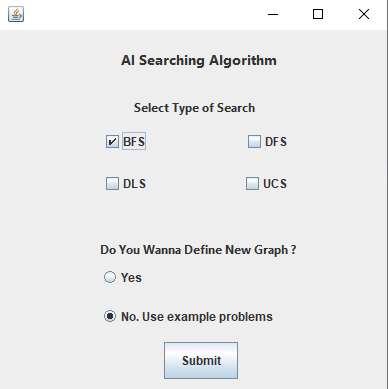 AI Searching Algorithm
Select Type of Search
BFS DFS
DLS UCS
Do You Wanna Define New Graph ?
Yes
No. Use example problems
Submit